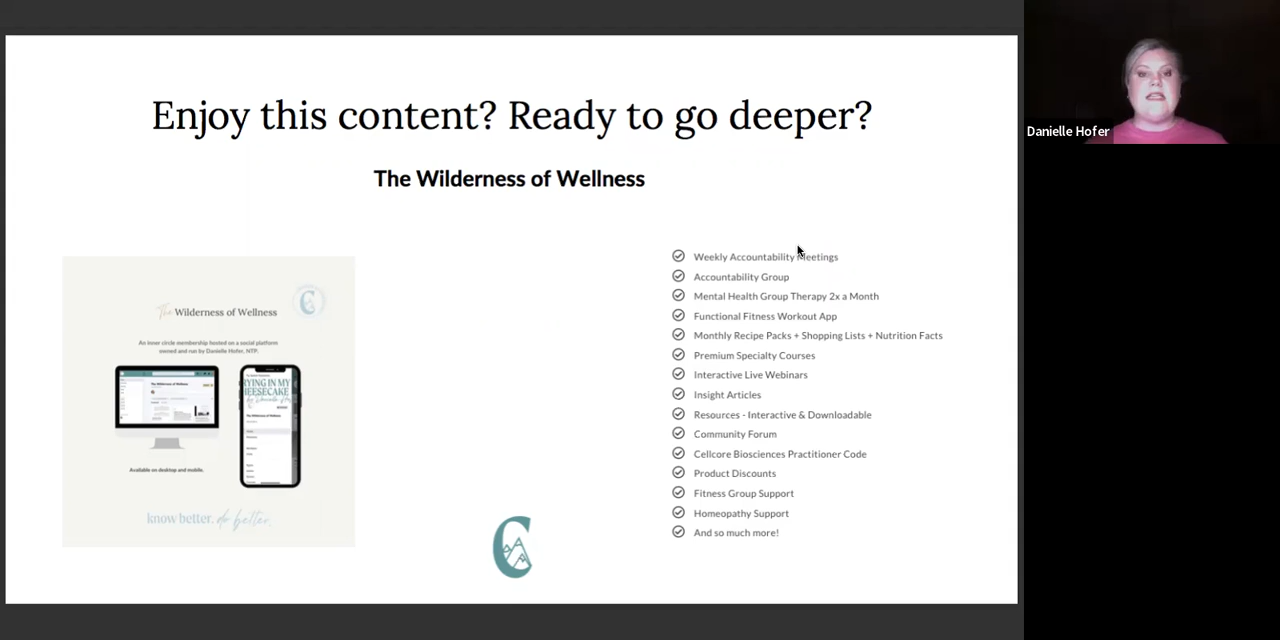 Enjoy this content? Ready to go deeper?
The Wilderness of Wellness
Danielle Hofer
The Wilderness of Wellness
An inner circle membership hosted on a social platform
owned and run by Danielle Hofer, NTP.
The Wilderness of Wellness
Available on desktop and mobile.
know better. do better.
C
Weekly Accountability Meetings
Accountability Group
Mental Health Group Therapy 2x a Month
Functional Fitness Workout App
Monthly Recipe Packs + Shopping Lists + Nutrition Facts
Premium Specialty Courses
Interactive Live Webinars
Insight Articles
Resources - Interactive & Downloadable
Community Forum
Cellcore Biosciences Practitioner Code
Product Discounts
Fitness Group Support
Homeopathy Support
And so much more!